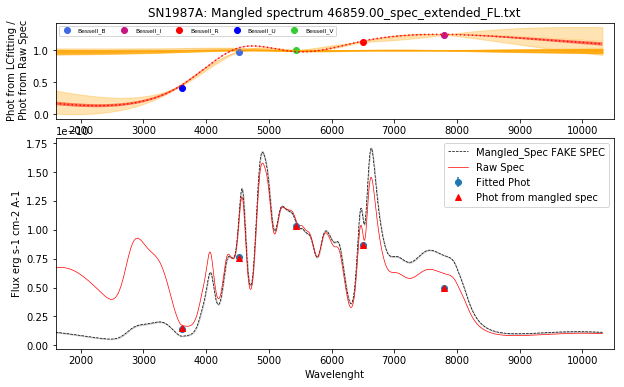 SN1987A: Mangled spectrum 46859.00_spec_extended_FL.txt
Phot from LCfitting /
Phot from Raw Spec
Bessell_B Bessell_I Bessell_R Bessell_U Bessell_V
1.0
0.5
0.0
2000 3000 4000 5000 6000 7000 8000 9000 10000
1e−10
Flux erg s-1 cm-2 A-1
1.75
1.50
1.25
1.00
0.75
0.50
0.25
0.00
Mangled_Spec FAKE SPEC
Raw Spec
Fitted Phot
Phot from mangled spec
2000 3000 4000 5000 6000 7000 8000 9000 10000
Wavelenght